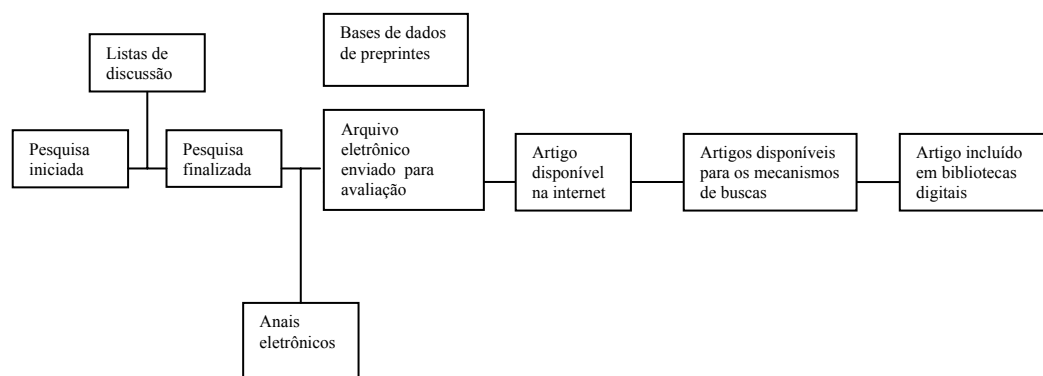 Listas de
discussão
Bases de dados
de preprintes
Pesquisa
iniciada
Pesquisa
finalizada
Arquivo
eletrônico
enviado para
avaliação
Artigo
disponível
na internet
Artigos disponíveis
para os mecanismos
de buscas
Artigo incluído
em bibliotecas
digitais
Anais
eletrônicos